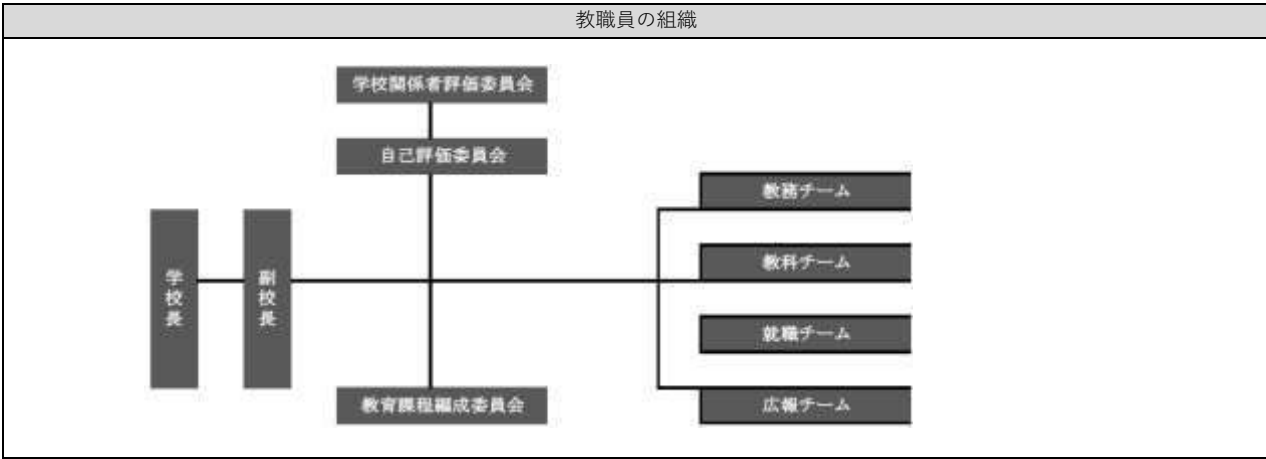 教職員の組織
学校関係者評価委員会
自己評価委員会
教務チーム
学校長
副校長
教科チーム
就職チーム
教育課程編成委員会
広報チーム